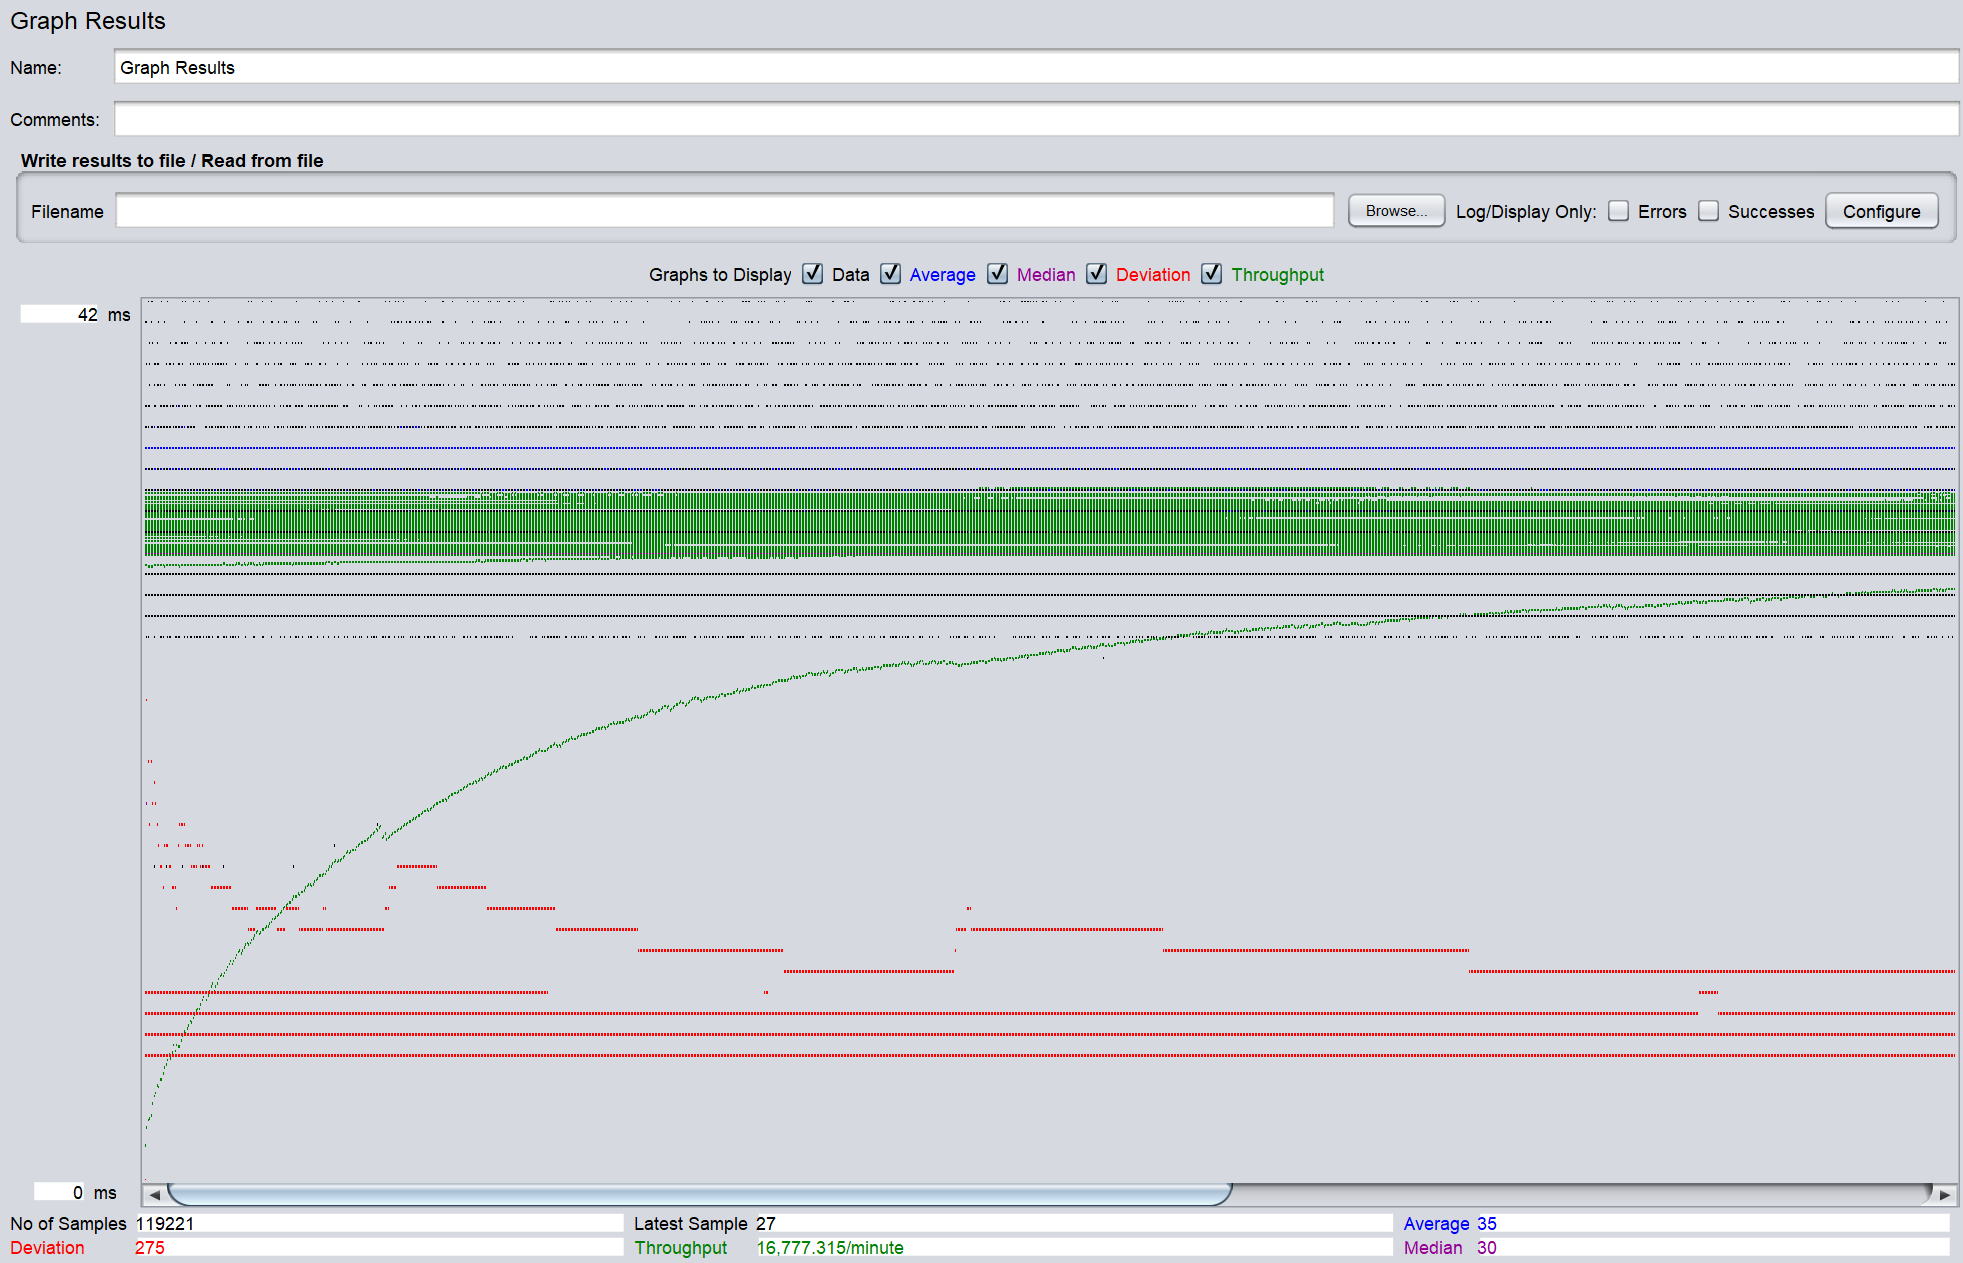 Graph Results
Name: Graph Results
Comments:
Write results to file / Read from file
Filename Browse... Log/Display Only: Errors Successes Configure
Graphs to Display Data Average Median Deviation Throughput
42 ms
0 ms
No of Samples 119221 Latest Sample 27 Average 35
Deviation 275 Throughput 16,777.315/minute Median 30